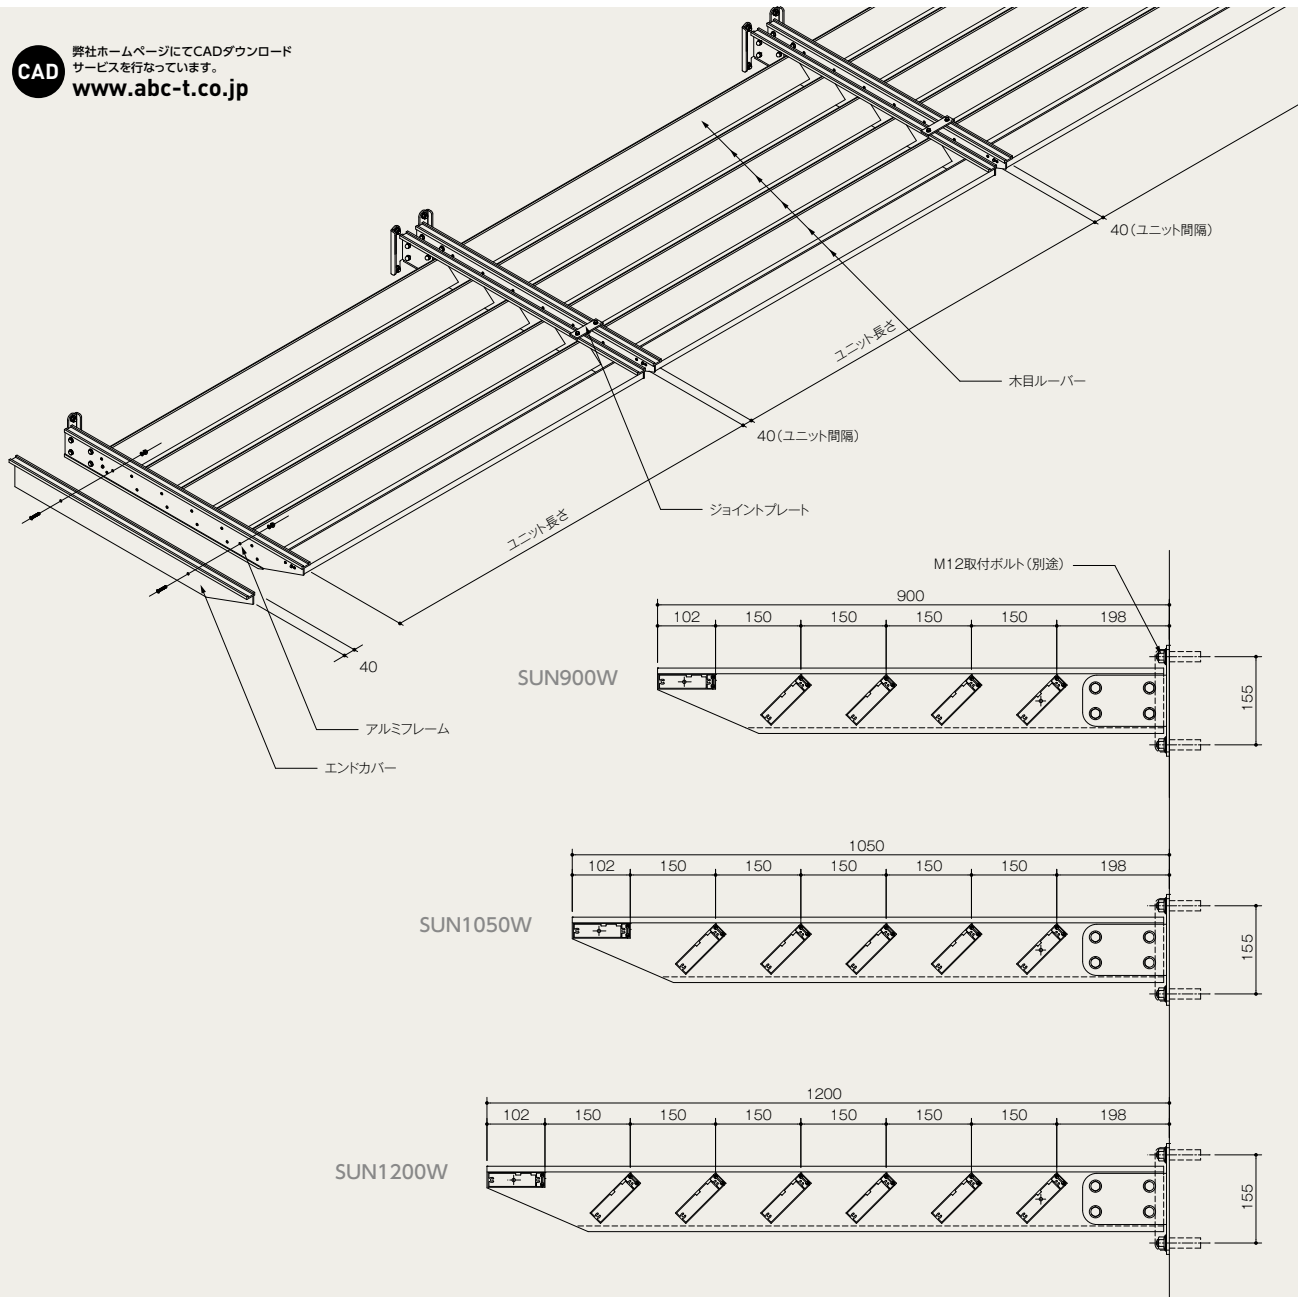 CAD
弊社ホームページにてCADダウンロード
サービスを行なっています。
www.abc-t.co.jp
40(ユニット間隔)
ユニット長さ
木目ルーバー
40(ユニット間隔)
ジョイントプレート
ユニット長さ
40
アルミフレーム
エンドカバー
M12取付ボルト(別途)
900
102 150 150 150 150 198
SUN900W
155
1050
102 150 150 150 150 150 198
SUN1050W
155
1200
102 150 150 150 150 150 150 198
SUN1200W
155